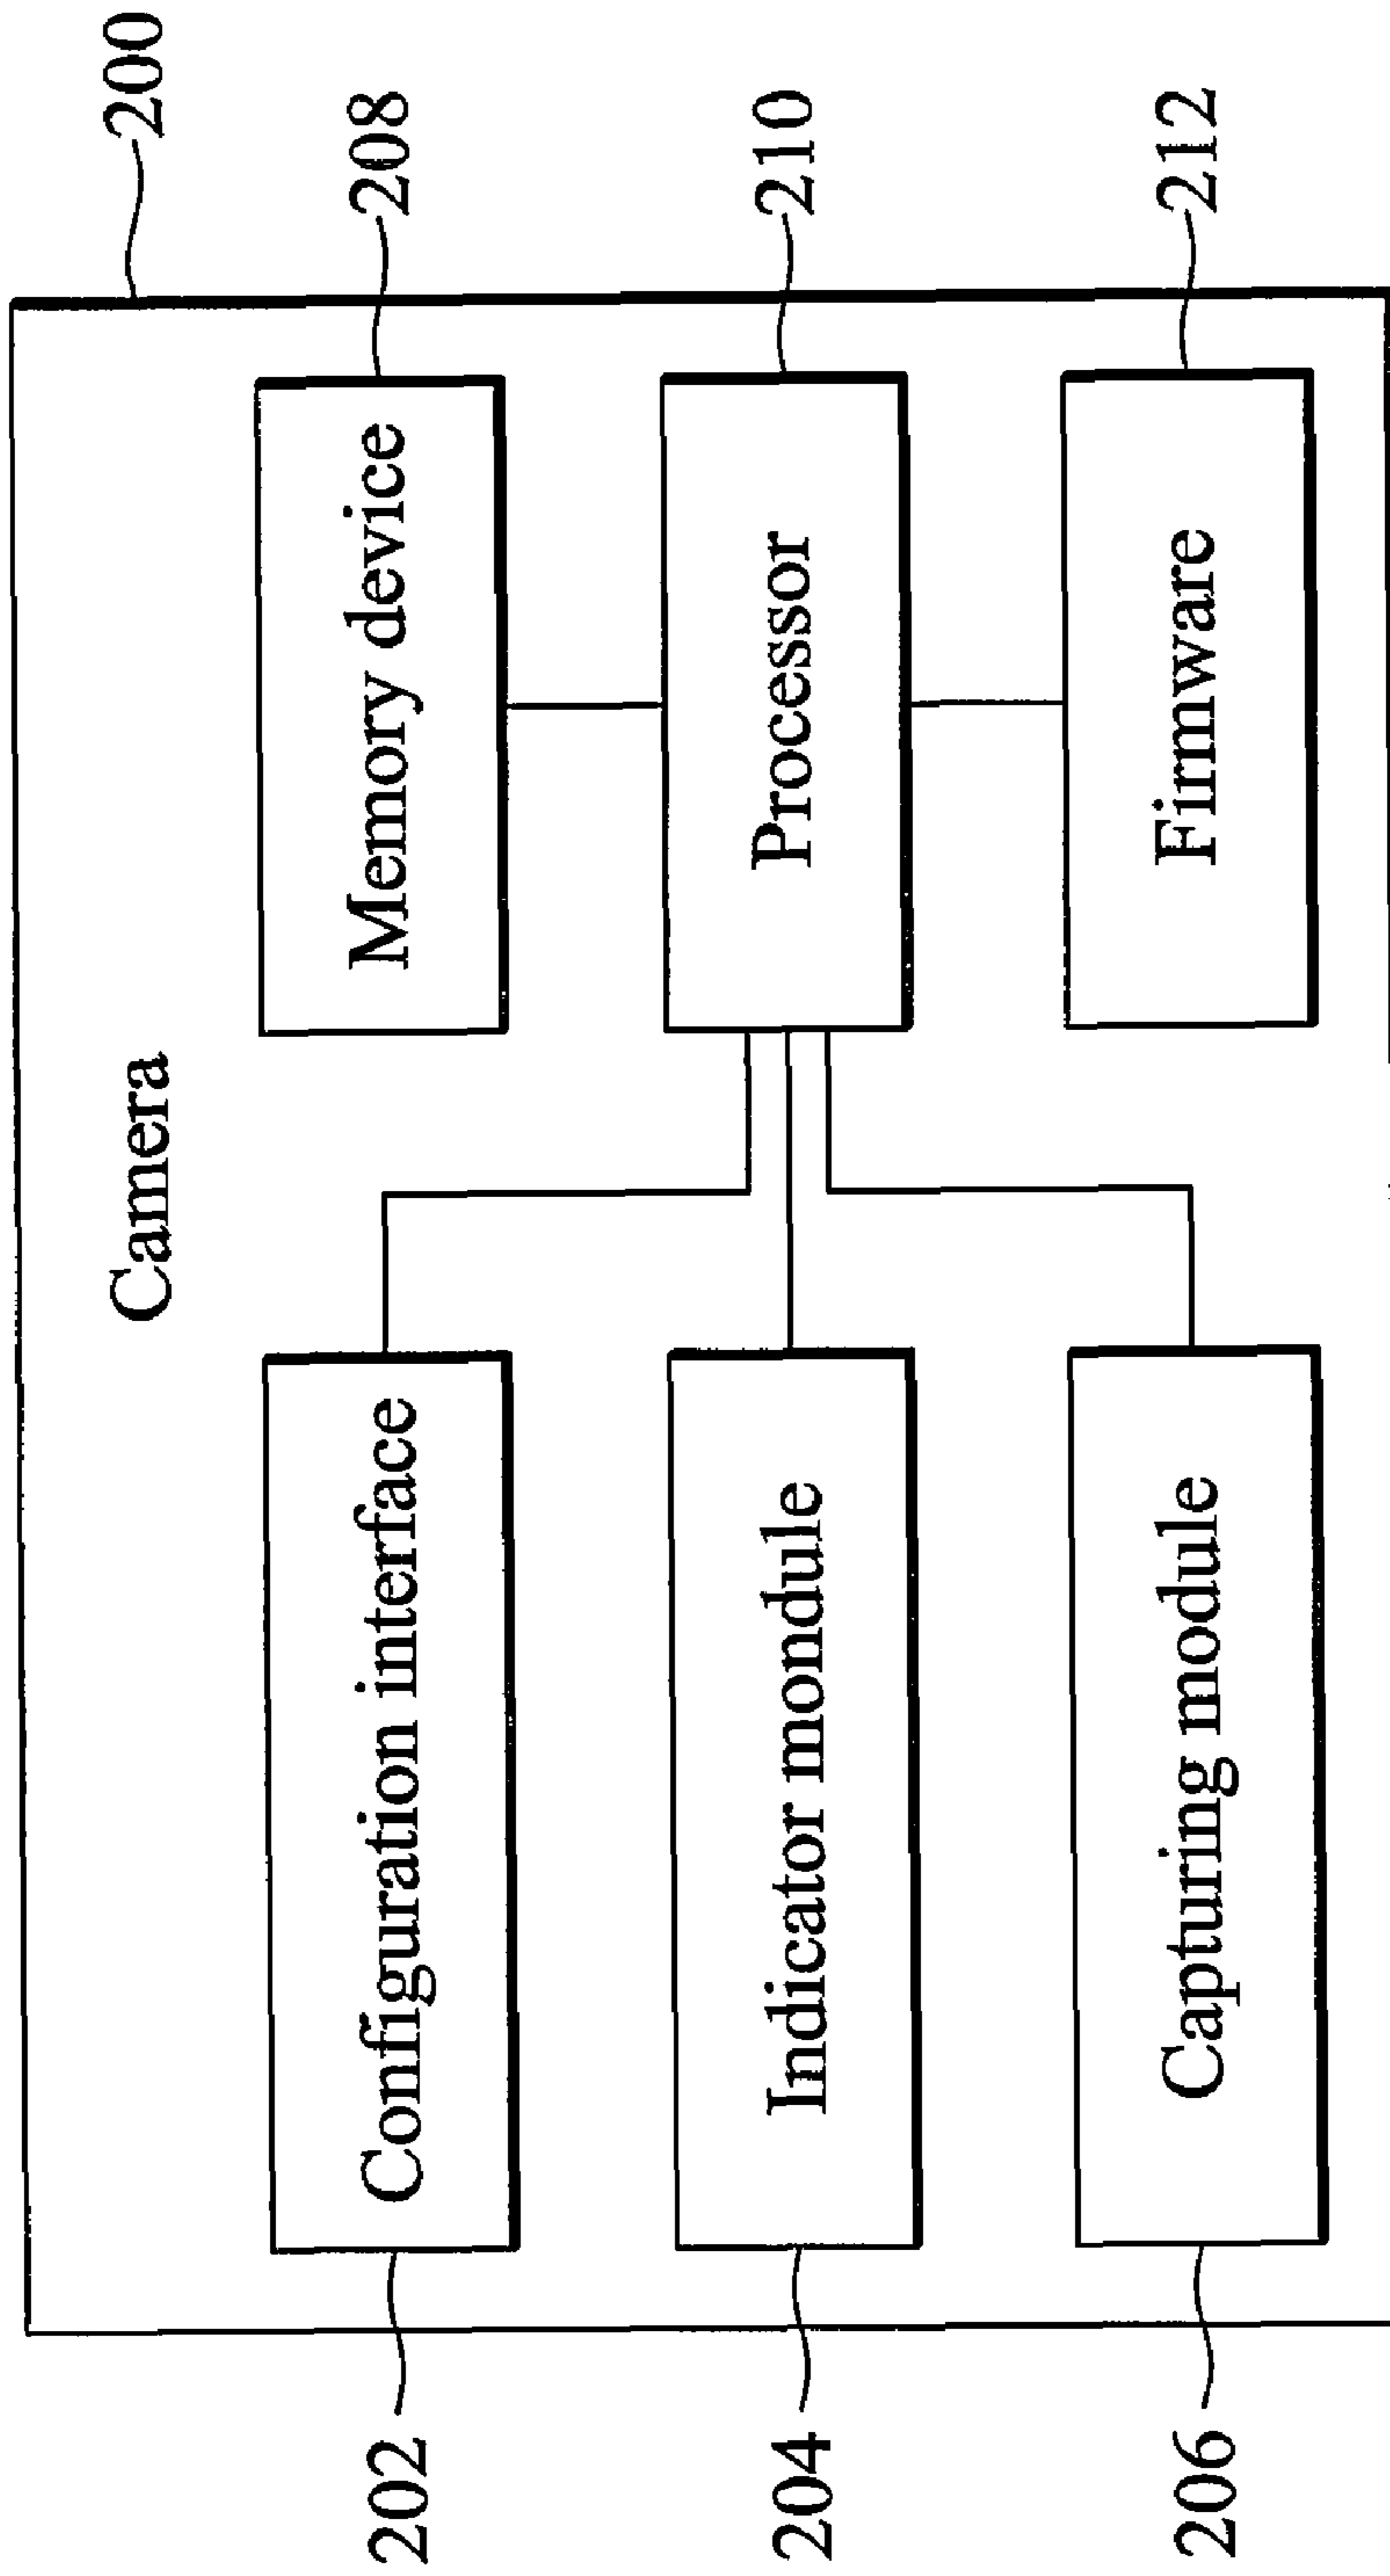 Camera
200
202
Configuration interface
Memory device
208
204
Indicator mondule
Processor
210
206
Capturing module
Firmware
212